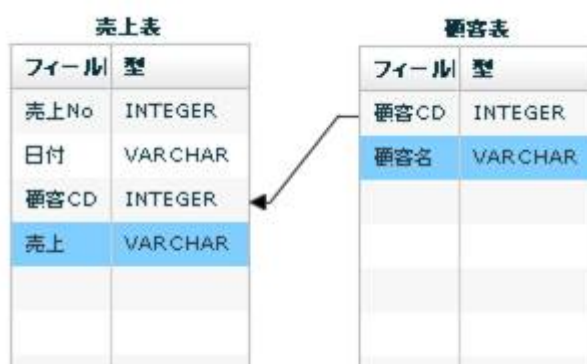 売上表
フィール 型
売上No INTEGER
日付 VARCHAR
顧客CD INTEGER
売上 VARCHAR
顧客表
フィール 型
顧客CD INTEGER
顧客名 VARCHAR